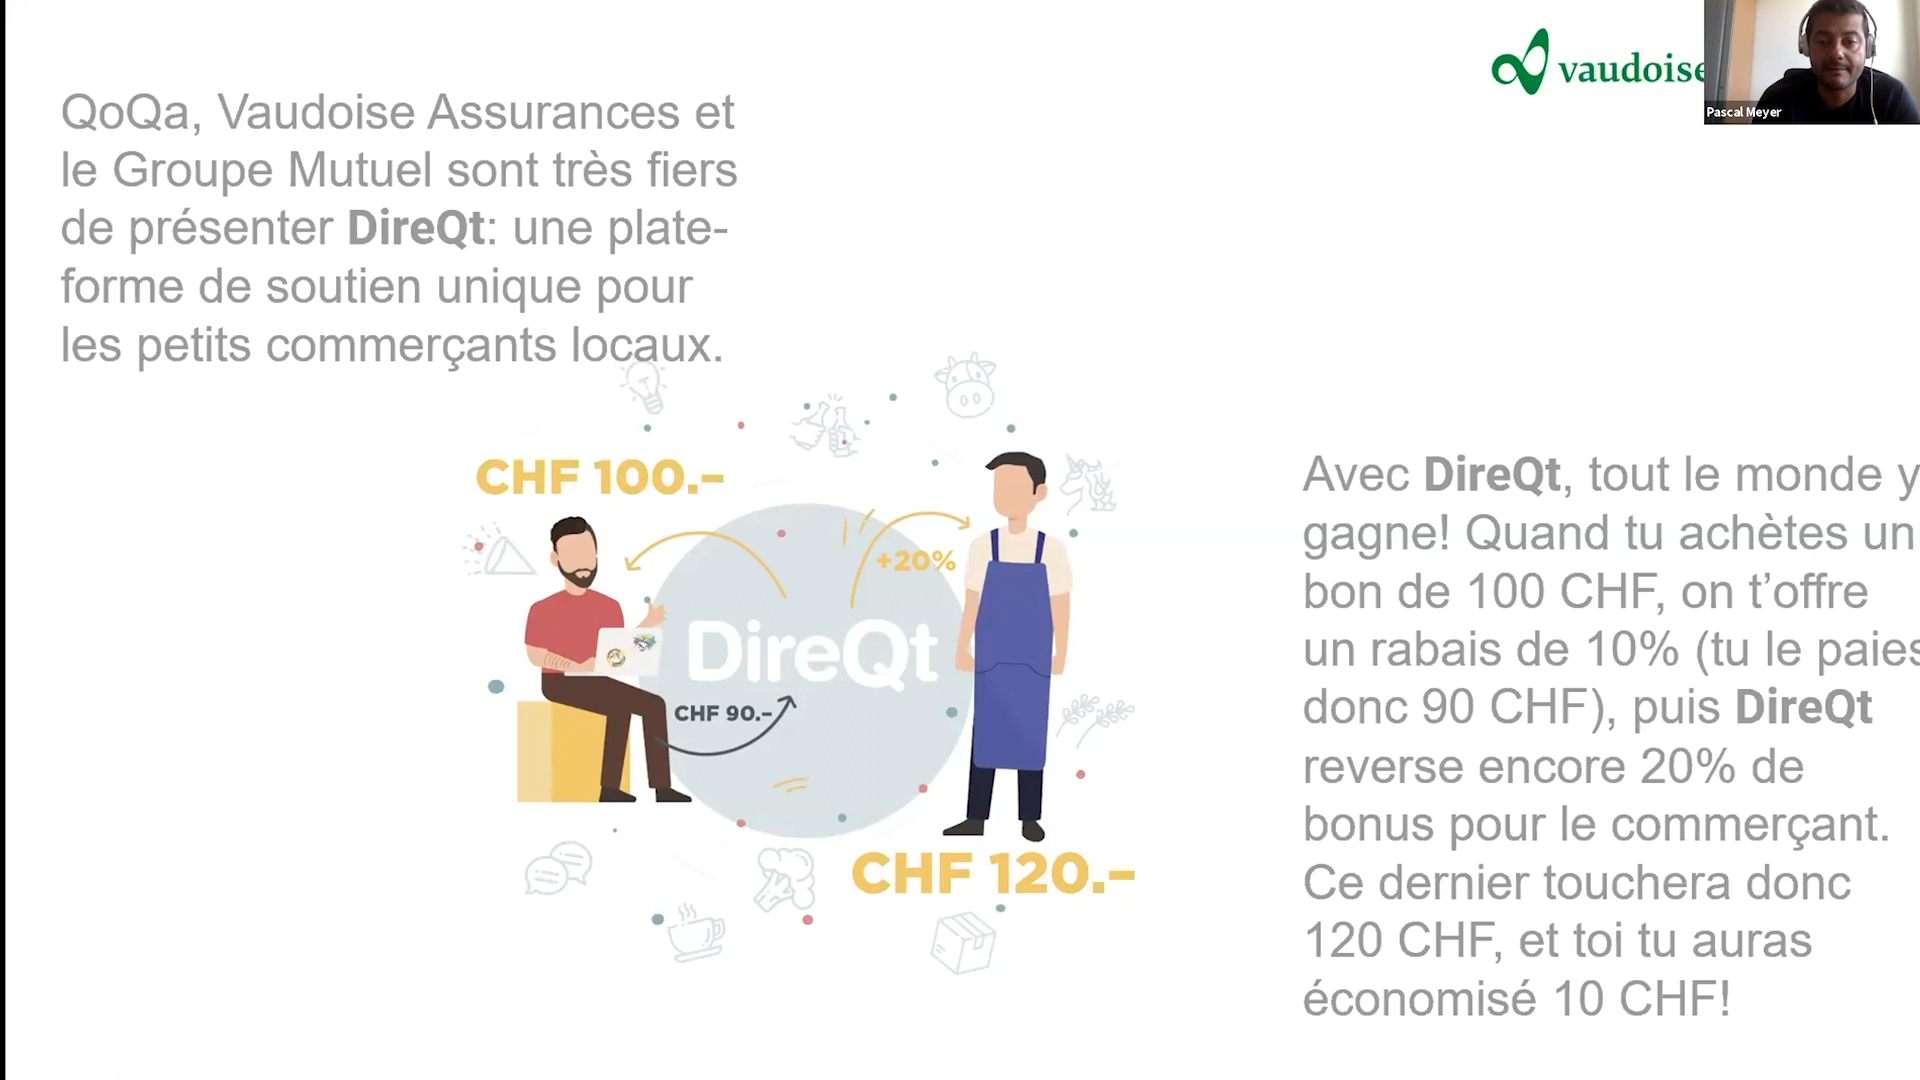 vaudoise
Pascal Meyer
QoQa, Vaudoise Assurances et
le Groupe Mutuel sont très fiers
de présenter DireQt: une plate-
forme de soutien unique pour
les petits commerçants locaux.
CHF 100.–
+20%
DireQt
CHF 90.–
CHF 120.–
Avec DireQt, tout le monde y
gagne! Quand tu achètes un
bon de 100 CHF, on t’offre
un rabais de 10% (tu le paies
donc 90 CHF), puis DireQt
reverse encore 20% de
bonus pour le commerçant.
Ce dernier touchera donc
120 CHF, et toi tu auras
économisé 10 CHF!